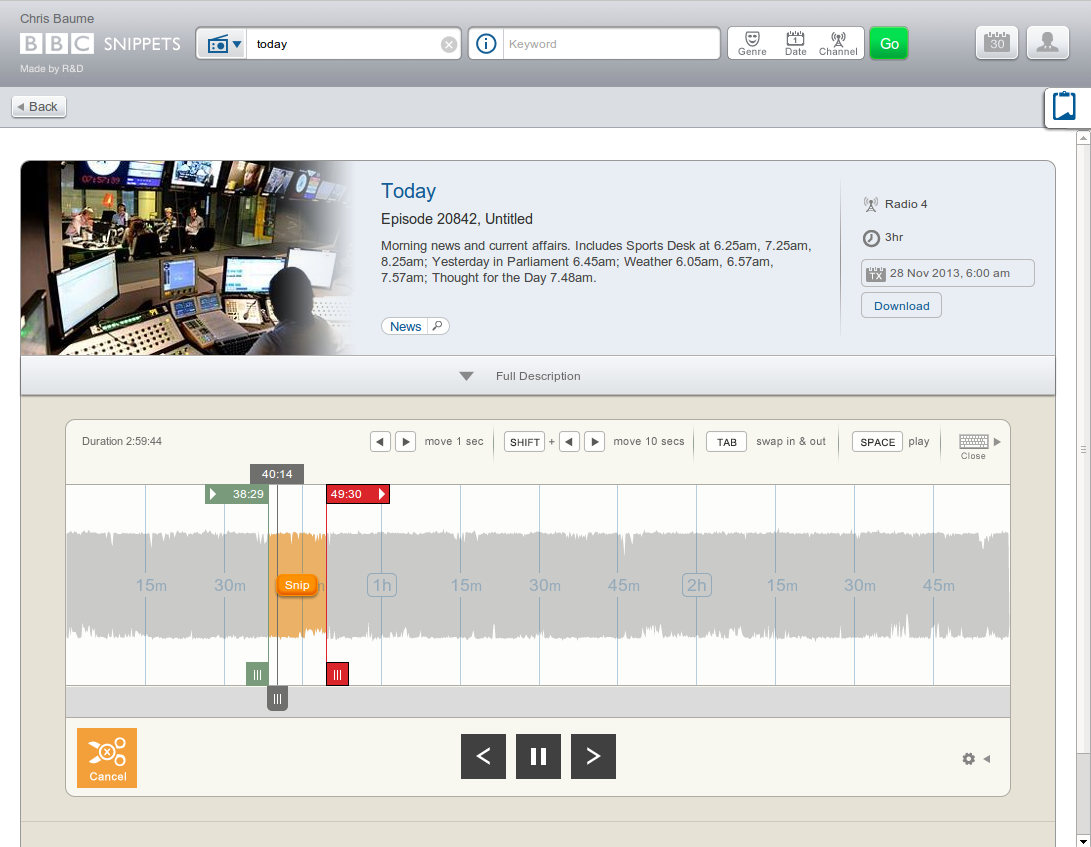 Chris Baume
BBC SNIPPETS
Made by R&D
today
Keyword
Genre
Date
Channel
Go
30
Back
07:57:39
Today
Episode 20842, Untitled
Morning news and current affairs. Includes Sports Desk at 6.25am, 7.25am,
8.25am; Yesterday in Parliament 6.45am; Weather 6.05am, 6.57am,
7.57am; Thought for the Day 7.48am.
News
Radio 4
3hr
TX 28 Nov 2013, 6:00 am
Download
Full Description
Duration 2:59:44
move 1 sec
SHIFT + move 10 secs
TAB swap in & out
SPACE play
Close
40:14
38:29
49:30
15m 30m Snip 1h 15m 30m 45m 2h 15m 30m 45m
Cancel